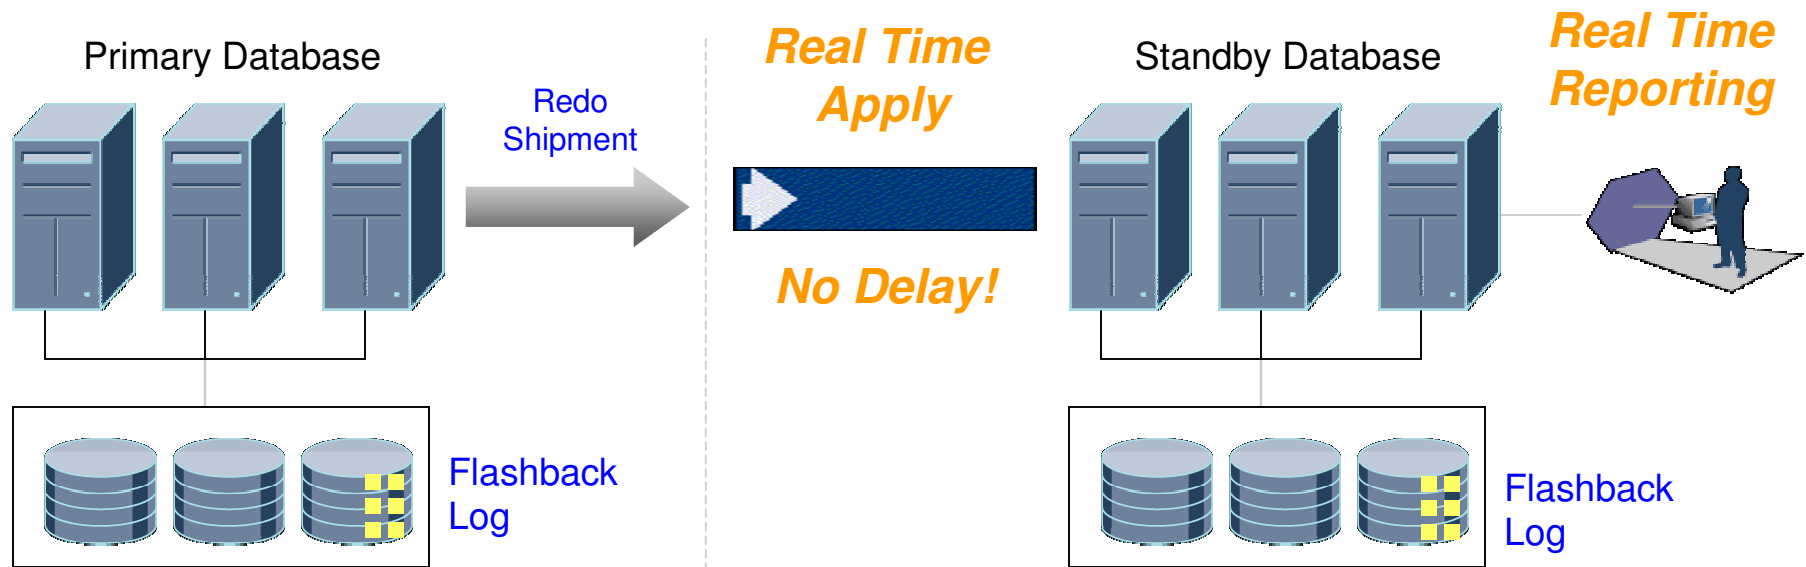 Primary Database
Redo
Shipment
Real Time
Apply
No Delay!
Standby Database
Real Time
Reporting
Flashback
Log
Flashback
Log